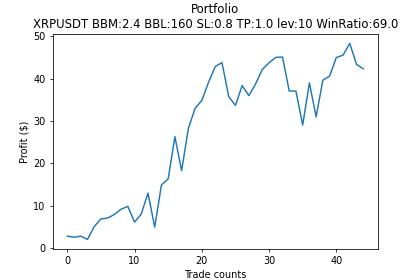 Portfolio
XRPUSDT BBM:2.4 BBL:160 SL:0.8 TP:1.0 lev:10 WinRatio:69.0
50
40
30
20
10
0
Profit ($)
0 10 20 30 40
Trade counts